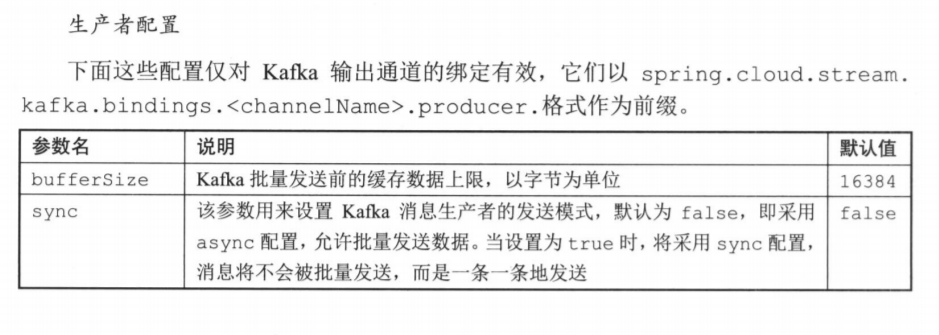 生产者配置
下面这些配置仅对 Kafka 输出通道的绑定有效，它们以 spring.cloud.stream.
kafka.bindings.<channelName>.producer.格式作为前缀。
参数名 说明 默认值
bufferSize Kafka 批量发送前的缓存数据上限，以字节为单位 16384
sync 该参数用来设置 Kafka 消息生产者的发送模式，默认为 false，即采用 false
async 配置，允许批量发送数据。当设置为 true 时，将采用 sync 配置，
消息将不会被批量发送，而是一条一条地发送